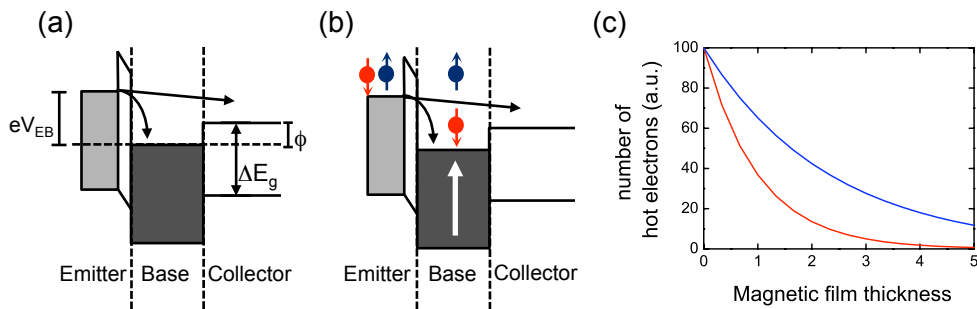 (a)
eV_EB
ϕ
ΔE_g
Emitter Base Collector
(b)
Emitter Base Collector
(c)
number of
hot electrons (a.u.)
100
80
60
40
20
0
0 1 2 3 4 5
Magnetic film thickness